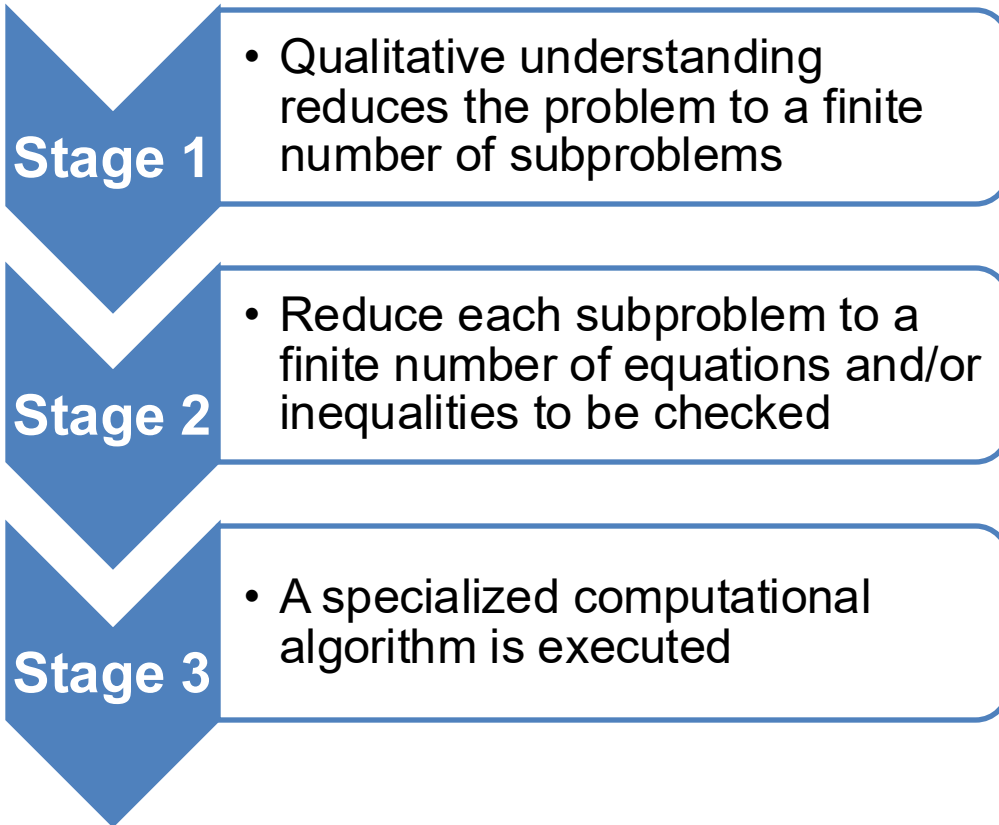 Stage 1
• Qualitative understanding
reduces the problem to a finite
number of subproblems
Stage 2
• Reduce each subproblem to a
finite number of equations and/or
inequalities to be checked
Stage 3
• A specialized computational
algorithm is executed